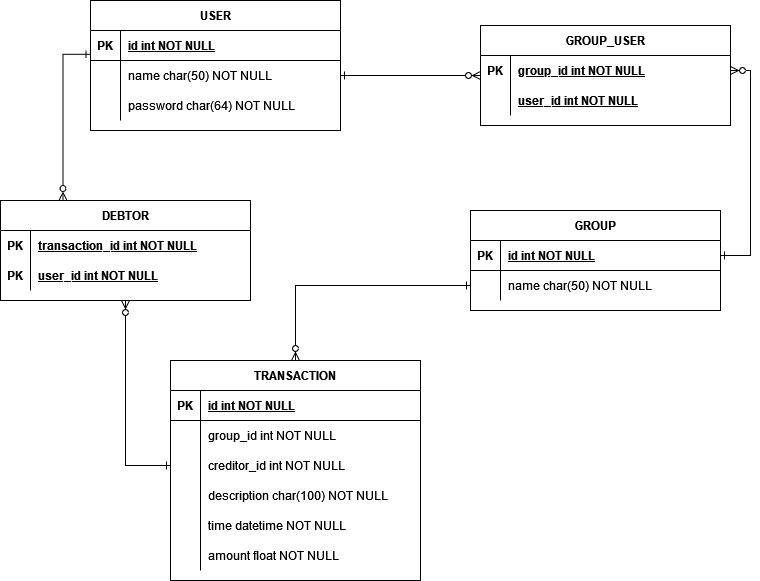 USER
PK id int NOT NULL
name char(50) NOT NULL
password char(64) NOT NULL
GROUP_USER
PK group_id int NOT NULL
user_id int NOT NULL
DEBTOR
PK transaction_id int NOT NULL
PK user_id int NOT NULL
GROUP
PK id int NOT NULL
name char(50) NOT NULL
TRANSACTION
PK id int NOT NULL
group_id int NOT NULL
creditor_id int NOT NULL
description char(100) NOT NULL
time datetime NOT NULL
amount float NOT NULL